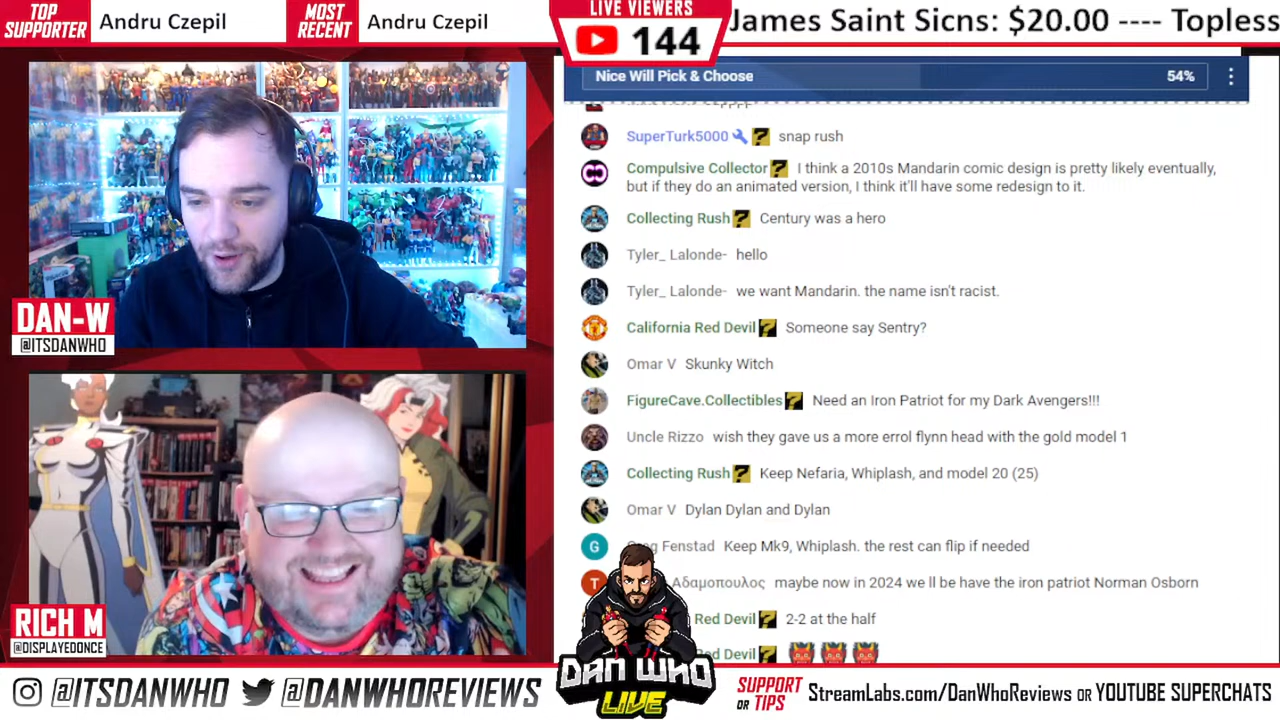 TOP
SUPPORTER
Andru Czepil
MOST
RECENT
Andru Czepil
LIVE VIEWERS
144
James Saint Sicns: $20.00 ---- Topless
Nice Will Pick & Choose
54%
SuperTurk5000 snap rush
Compulsive Collector I think a 2010s Mandarin comic design is pretty likely eventually,
but if they do an animated version, I think it'll have some redesign to it.
Collecting Rush Century was a hero
Tyler_ Lalonde- hello
Tyler_ Lalonde- we want Mandarin. the name isn't racist.
California Red Devil Someone say Sentry?
Omar V Skunky Witch
FigureCave.Collectibles Need an Iron Patriot for my Dark Avengers!!!
Uncle Rizzo wish they gave us a more errol flynn head with the gold model 1
Collecting Rush Keep Nefaria, Whiplash, and model 20 (25)
Omar V Dylan Dylan and Dylan
G Fenstad Keep Mk9, Whiplash. the rest can flip if needed
T Αδαμοπουλος maybe now in 2024 we ll be have the iron patriot Norman Osborn
Red Devil 2-2 at the half
Red Devil
DAN-W
@ITSDANWHO
RICH M
@DISPLAYEDONCE
DAN WHO
LIVE
@ITSDANWHO
@DANWHOREVIEWS
SUPPORT
OR TIPS
StreamLabs.com/DanWhoReviews OR YOUTUBE SUPERCHATS